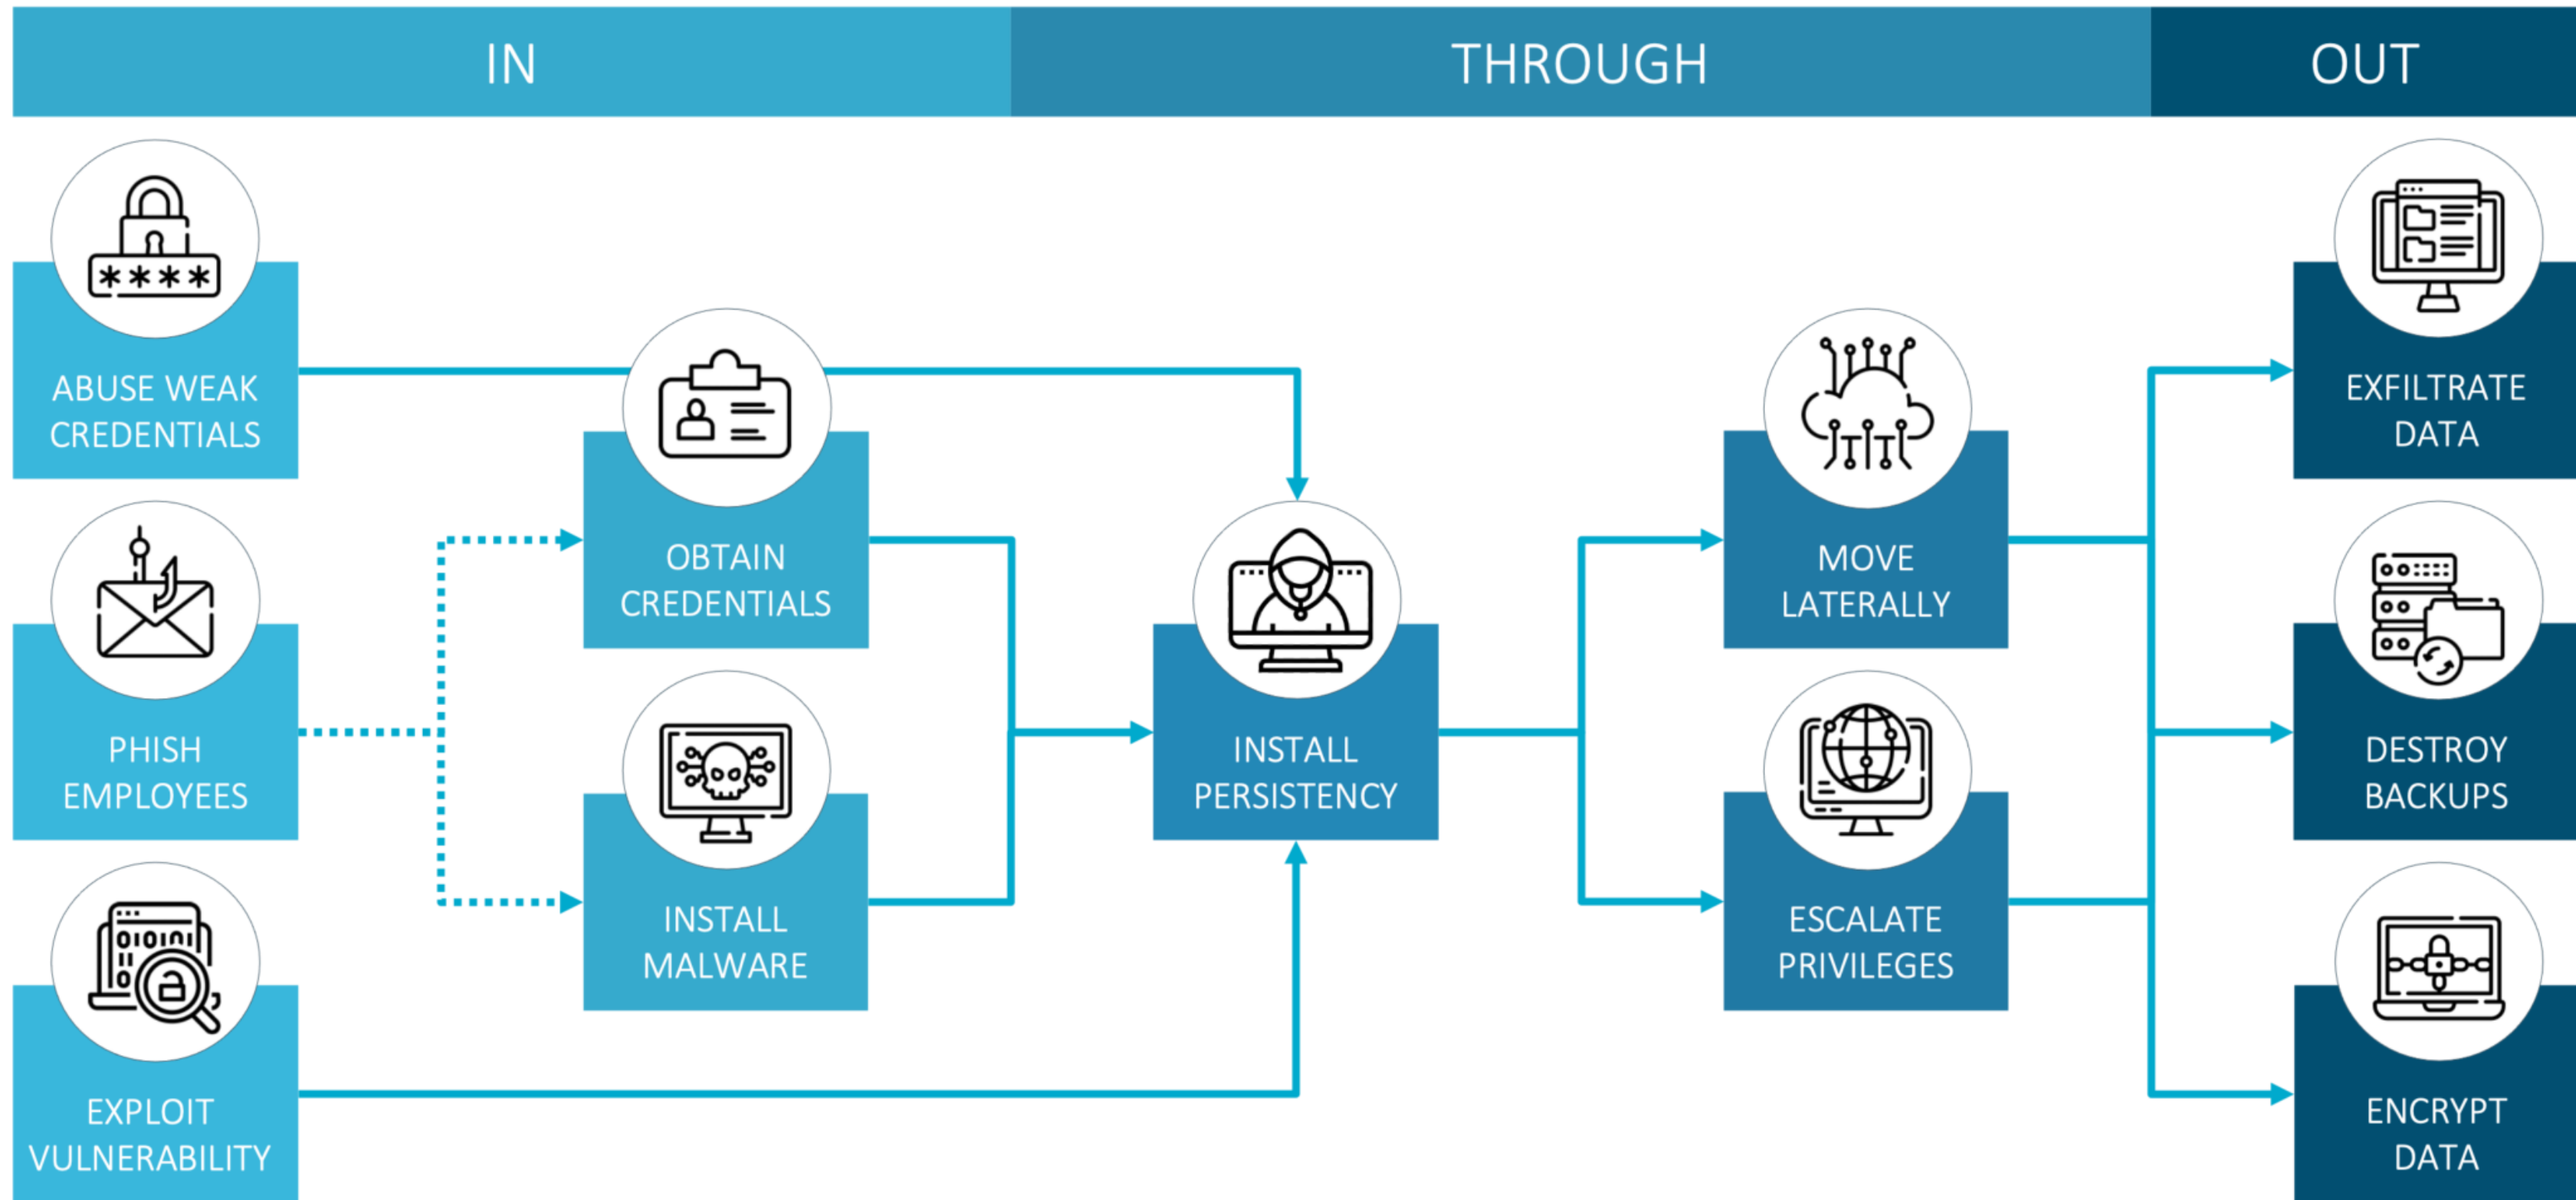 IN
THROUGH
OUT
ABUSE WEAK
CREDENTIALS
PHISH
EMPLOYEES
EXPLOIT
VULNERABILITY
OBTAIN
CREDENTIALS
INSTALL
MALWARE
INSTALL
PERSISTENCY
MOVE
LATERALLY
ESCALATE
PRIVILEGES
EXFILTRATE
DATA
DESTROY
BACKUPS
ENCRYPT
DATA